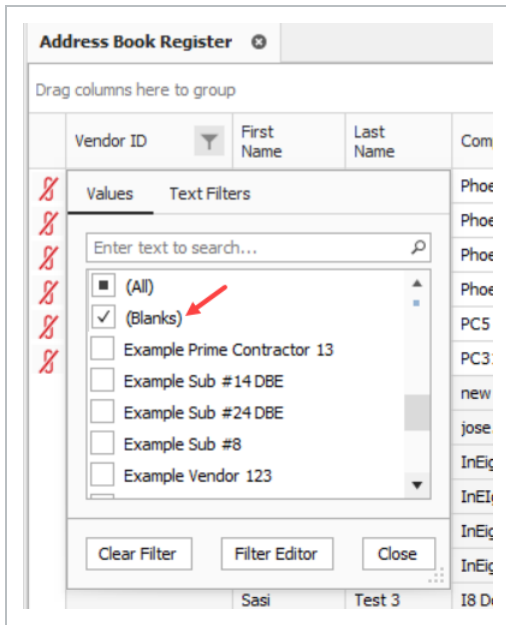 Address Book Register
Drag columns here to group
Vendor ID
First
Name
Last
Name
Com
Values
Text Filters
Enter text to search...
(All)
(Blanks)
Example Prime Contractor 13
Example Sub #14 DBE
Example Sub #24 DBE
Example Sub #8
Example Vendor 123
Clear Filter
Filter Editor
Close
Phoe
Phoe
Phoe
Phoe
PC5
PC31
new
jose
InEig
InEIg
InEig
InEig
Sasi
Test 3
I8 De